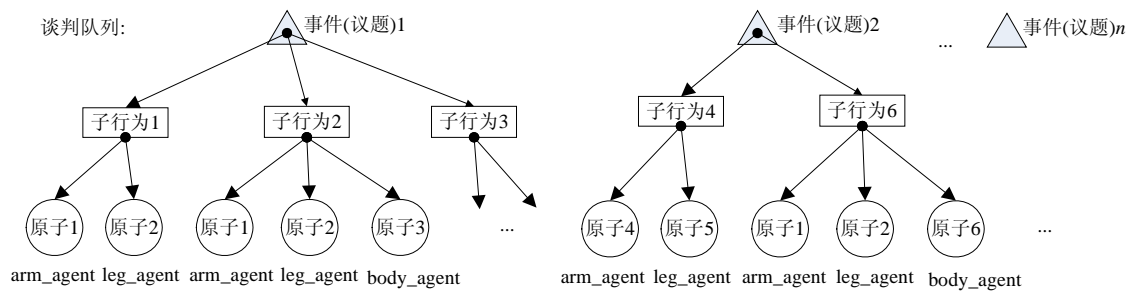 谈判队列: 事件(议题)1 事件(议题)2 ... 事件(议题)n
子行为1 子行为2 子行为3 子行为4 子行为6
原子1 原子2 原子1 原子2 原子3 ... 原子4 原子5 原子1 原子2 原子6 ...
arm_agent leg_agent arm_agent leg_agent body_agent arm_agent leg_agent arm_agent leg_agent body_agent